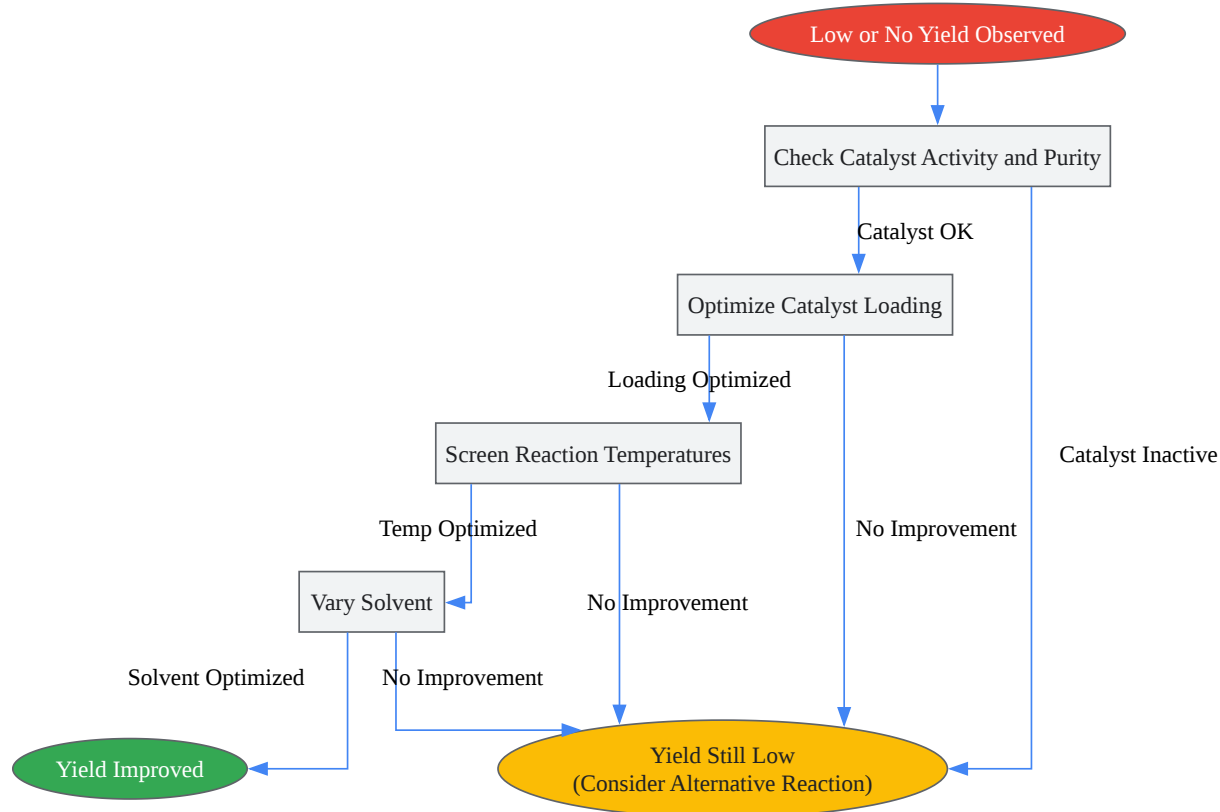 Low or No Yield Observed
Check Catalyst Activity and Purity
Catalyst OK
Optimize Catalyst Loading
Loading Optimized
Screen Reaction Temperatures
Catalyst Inactive
Temp Optimized
No Improvement
Vary Solvent
No Improvement
Solvent Optimized
No Improvement
Yield Improved
Yield Still Low
(Consider Alternative Reaction)